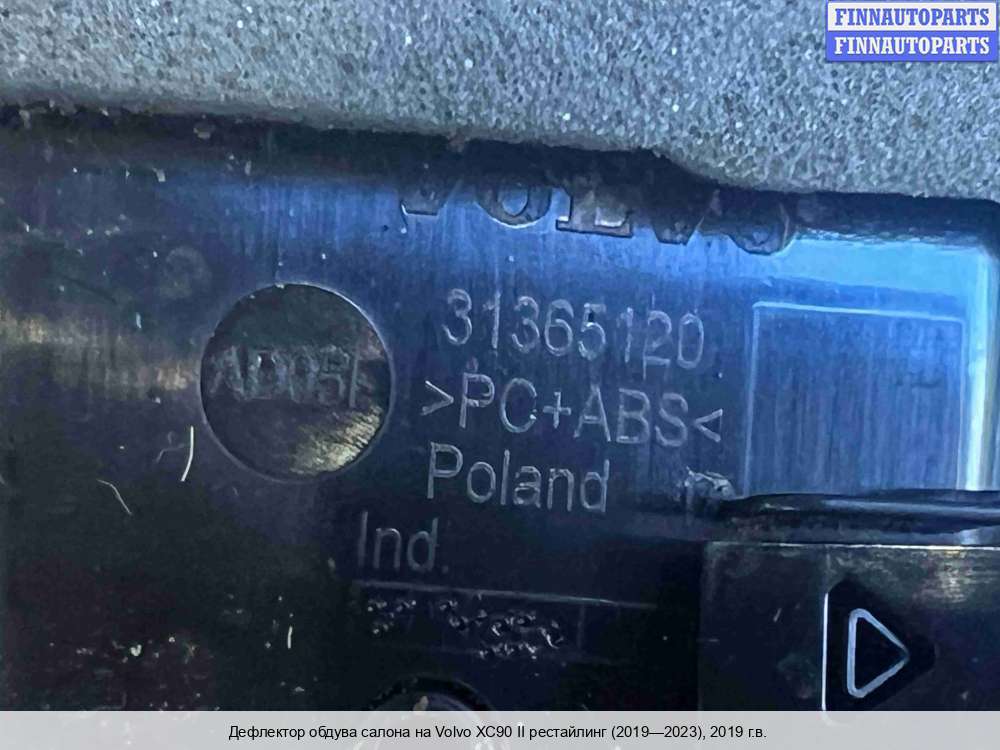 FINNAUTOPARTS
FINNAUTOPARTS
VOLVO
31365120
>PC+ABS<
Poland
Ind.
Дефлектор обдува салона на Volvo XC90 II рестайлинг (2019—2023), 2019 г.в.